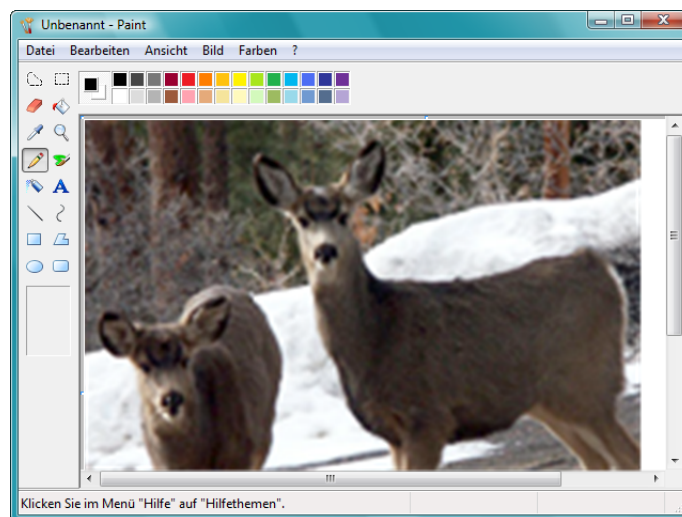 Unbenannt - Paint
Datei Bearbeiten Ansicht Bild Farben ?
A
Klicken Sie im Menü "Hilfe" auf "Hilfethemen".